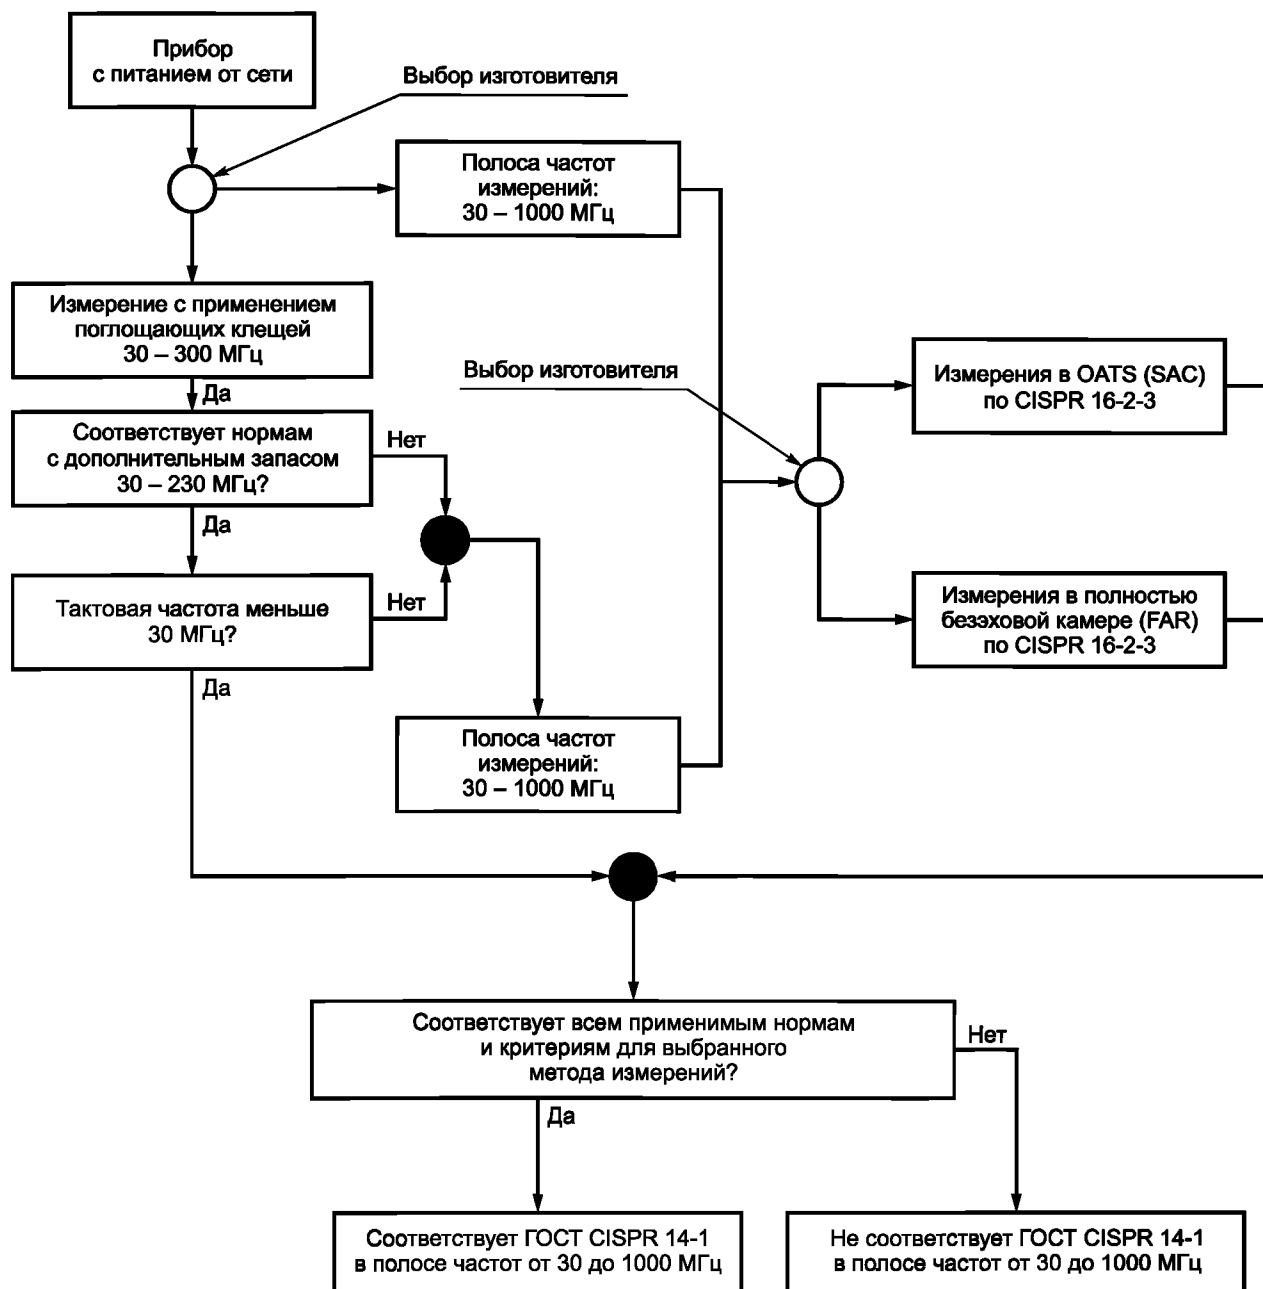 Прибор
с питанием от сети
Выбор изготовителя
Полоса частот
измерений:
30 – 1000 МГц
Измерение с применением
поглощающих клещей
30 – 300 МГц
Да
Выбор изготовителя
Измерения в OATS (SAC)
по CISPR 16-2-3
Соответствует нормам
с дополнительным запасом
30 – 230 МГц?
Нет
Да
Тактовая частота меньше
30 МГц?
Нет
Да
Измерения в полностью
безэховой камере (FAR)
по CISPR 16-2-3
Полоса частот
измерений:
30 – 1000 МГц
Соответствует всем применимым нормам
и критериям для выбранного
метода измерений?
Нет
Да
Соответствует ГОСТ CISPR 14-1
в полосе частот от 30 до 1000 МГц
Не соответствует ГОСТ CISPR 14-1
в полосе частот от 30 до 1000 МГц